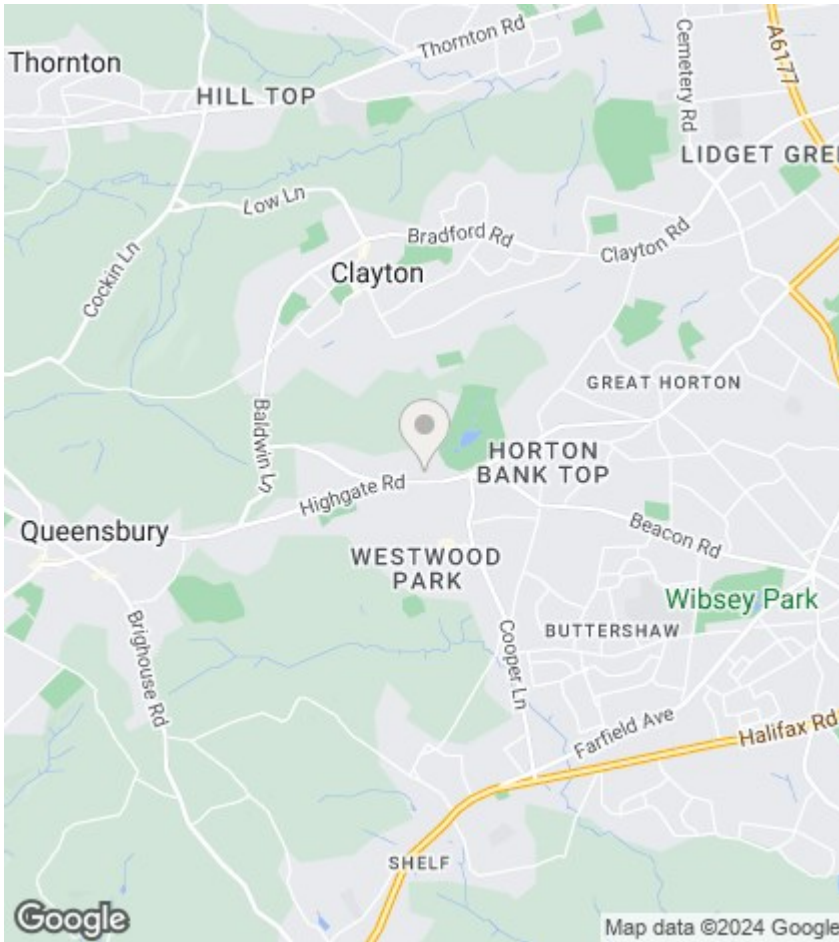 Thornton Rd
Thornton
HILL TOP
Cemetery Rd
A6177
LIDGET GREE
Low Ln
Bradford Rd
Clayton Rd
Cockin Ln
Clayton
GREAT HORTON
Baldwin Ln
HORTON
BANK TOP
Highgate Rd
Queensbury
Beacon Rd
WESTWOOD
PARK
Wibsey Park
BUTTERSHAW
Brighouse Rd
Cooper Ln
Farfield Ave
Halifax Rd
SHELF
Google
Map data ©2024 Google